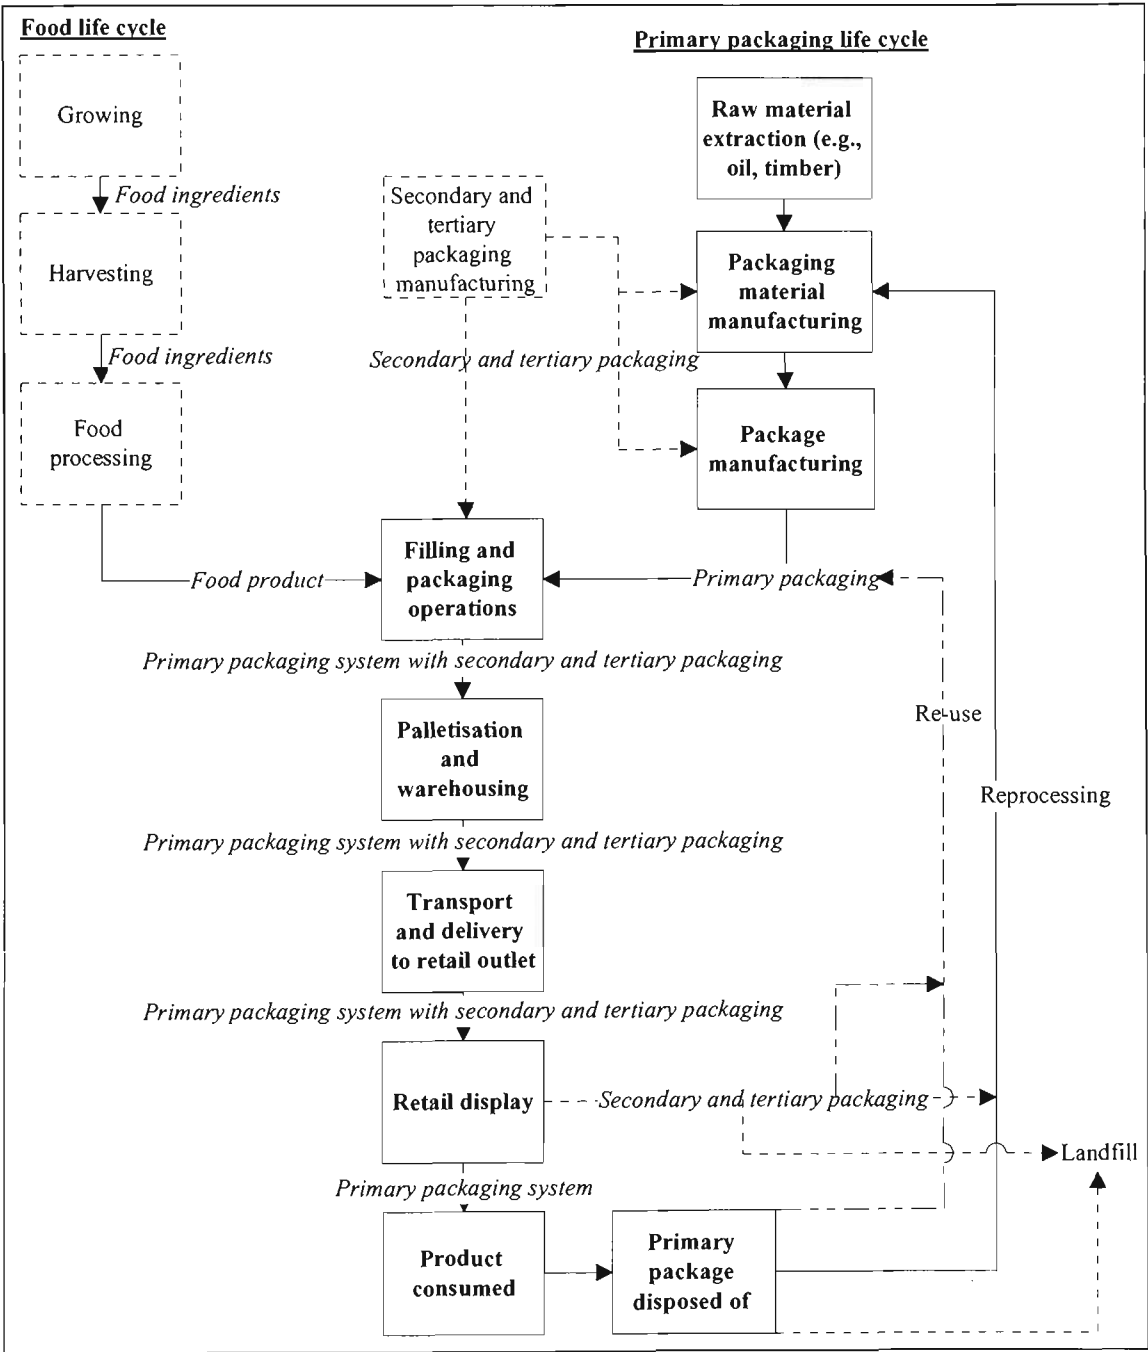 Food life cycle
Primary packaging life cycle
Growing
Raw material
extraction (e.g.,
oil, timber)
Food ingredients
Secondary and
tertiary
packaging
manufacturing
Harvesting
Packaging
material
manufacturing
Food ingredients
Secondary and tertiary packaging
Food
processing
Package
manufacturing
Filling and
packaging
operations
Food product
Primary packaging
Primary packaging system with secondary and tertiary packaging
Palletisation
and
warehousing
Re-use
Reprocessing
Primary packaging system with secondary and tertiary packaging
Transport
and delivery
to retail outlet
Primary packaging system with secondary and tertiary packaging
Retail display
Secondary and tertiary packaging
Landfill
Primary packaging system
Product
consumed
Primary
package
disposed of